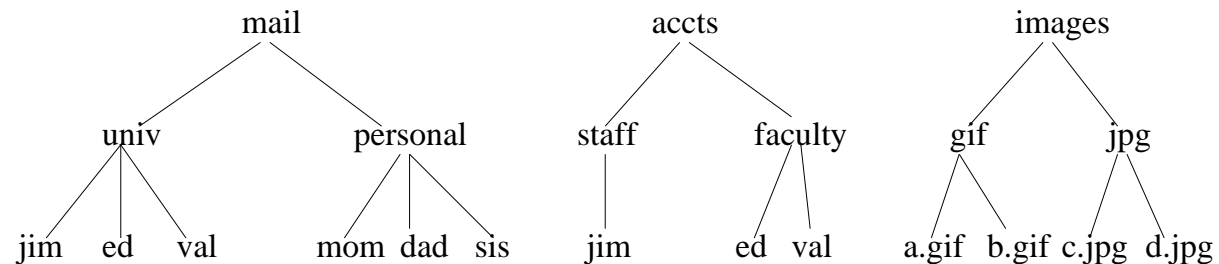 mail accts images
univ personal staff faculty gif jpg
jim ed val mom dad sis jim ed val a.gif b.gif c.jpg d.jpg